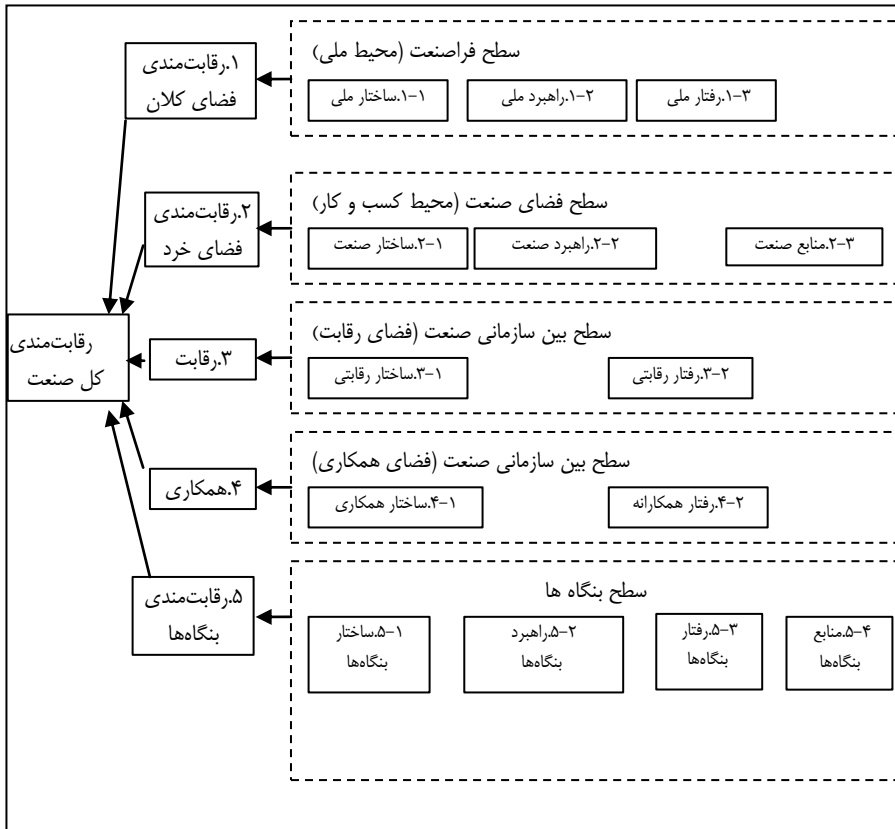 سطح فراصنعت (محیط ملی)
۱-۱.ساختار ملی
۱-۲.راهبرد ملی
۱-۳.رفتار ملی
۱.رقابت‌مندی
فضای کلان
سطح فضای صنعت (محیط کسب و کار)
۲-۱.ساختار صنعت
۲-۲.راهبرد صنعت
۲-۳.منابع صنعت
۲.رقابت‌مندی
فضای خرد
سطح بین سازمانی صنعت (فضای رقابت)
۳-۱.ساختار رقابتی
۳-۲.رفتار رقابتی
۳.رقابت
رقابت‌مندی
کل صنعت
سطح بین سازمانی صنعت (فضای همکاری)
۴-۱.ساختار همکاری
۴-۲.رفتار همکارانه
۴.همکاری
سطح بنگاه ها
۵-۱.ساختار
بنگاه‌ها
۵-۲.راهبرد
بنگاه‌ها
۵-۳.رفتار
بنگاه‌ها
۵-۴.منابع
بنگاه‌ها
۵.رقابت‌مندی
بنگاه‌ها